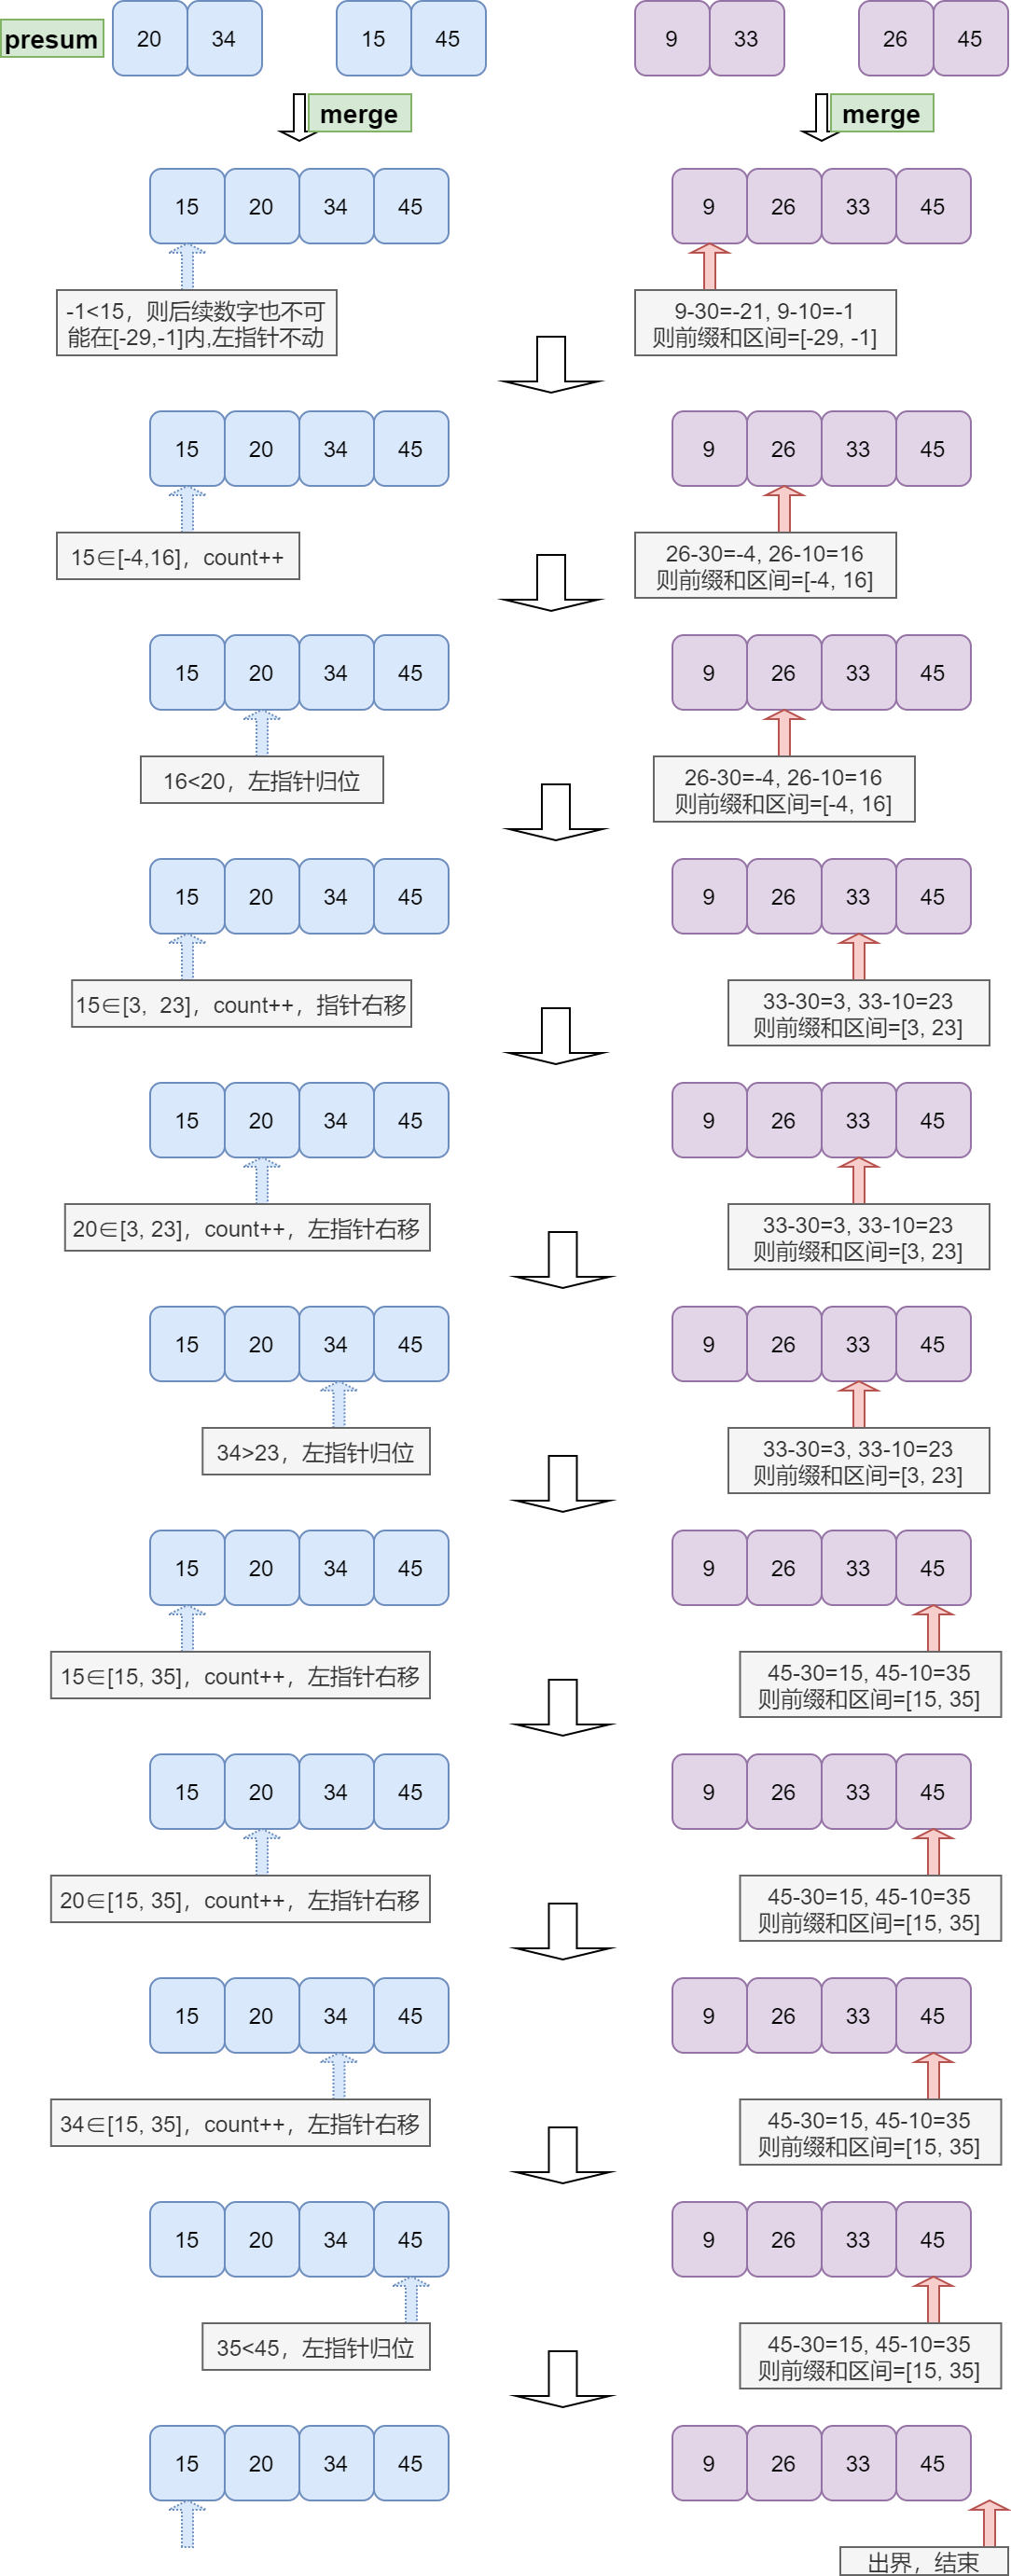 presum 20 34 15 45 9 33 26 45
merge merge
15 20 34 45 9 26 33 45
-1<15，则后续数字也不可
能在[-29,-1]内,左指针不动
9-30=-21, 9-10=-1
则前缀和区间=[-29, -1]
15 20 34 45 9 26 33 45
15∈[-4,16]，count++
26-30=-4, 26-10=16
则前缀和区间=[-4, 16]
15 20 34 45 9 26 33 45
16<20，左指针归位
26-30=-4, 26-10=16
则前缀和区间=[-4, 16]
15 20 34 45 9 26 33 45
15∈[3, 23]，count++，指针右移
33-30=3, 33-10=23
则前缀和区间=[3, 23]
15 20 34 45 9 26 33 45
20∈[3, 23]，count++，左指针右移
33-30=3, 33-10=23
则前缀和区间=[3, 23]
15 20 34 45 9 26 33 45
34>23，左指针归位
33-30=3, 33-10=23
则前缀和区间=[3, 23]
15 20 34 45 9 26 33 45
15∈[15, 35]，count++，左指针右移
45-30=15, 45-10=35
则前缀和区间=[15, 35]
15 20 34 45 9 26 33 45
20∈[15, 35]，count++，左指针右移
45-30=15, 45-10=35
则前缀和区间=[15, 35]
15 20 34 45 9 26 33 45
34∈[15, 35]，count++，左指针右移
45-30=15, 45-10=35
则前缀和区间=[15, 35]
15 20 34 45 9 26 33 45
35<45，左指针归位
45-30=15, 45-10=35
则前缀和区间=[15, 35]
15 20 34 45 9 26 33 45
出界，结束